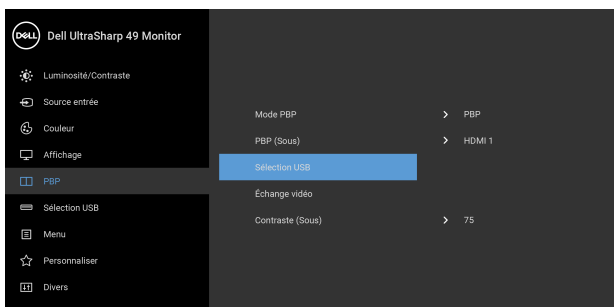 DELL Dell UltraSharp 49 Monitor
Luminosité/Contraste
Source entrée
Couleur
Affichage
PBP
Sélection USB
Menu
Personnaliser
Divers
Mode PBP > PBP
PBP (Sous) > HDMI 1
Sélection USB
Échange vidéo
Contraste (Sous) > 75